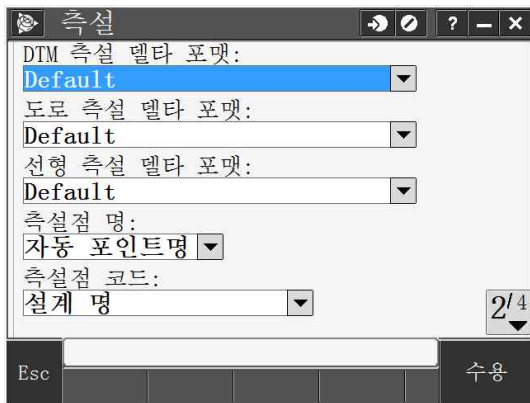 측설
?
DTM 측설 델타 포맷:
Default
도로 측설 델타 포맷:
Default
선형 측설 델타 포맷:
Default
측설점 명:
자동 포인트명
측설점 코드:
설계 명
2/4
Esc
수용